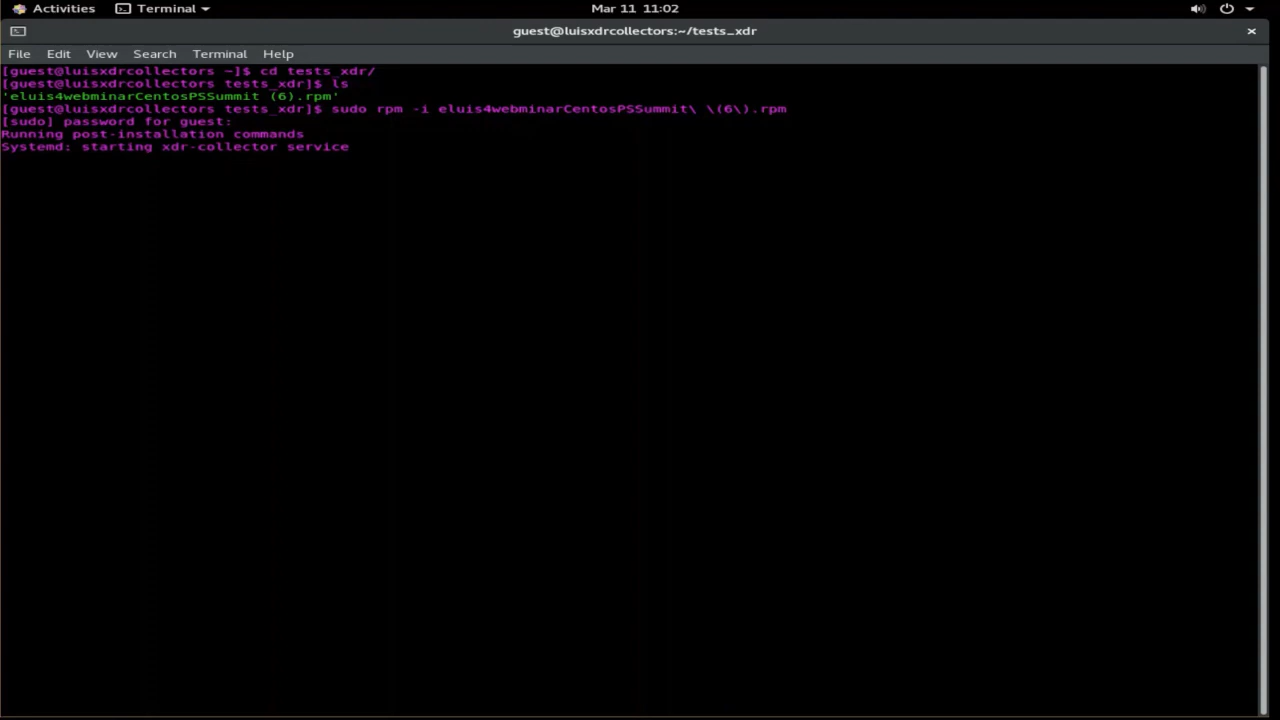 Activities Terminal Mar 11 11:02
guest@luisxdrcollectors:~/tests_xdr ×
File Edit View Search Terminal Help
[guest@luisxdrcollectors ~]$ cd tests_xdr/
[guest@luisxdrcollectors tests_xdr]$ ls
'eluis4webminarCentosPSSummit (6).rpm'
[guest@luisxdrcollectors tests_xdr]$ sudo rpm -i eluis4webminarCentosPSSummit\ \(6\).rpm
[sudo] password for guest:
Running post-installation commands
Systemd: starting xdr-collector service